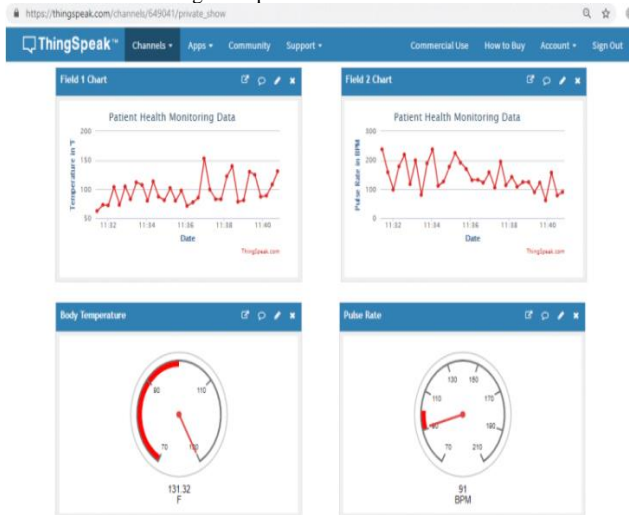 https://thingspeak.com/channels/649041/private_show
ThingSpeak™ Channels Apps Community Support Commercial Use How to Buy Account Sign Out
Field 1 Chart
Patient Health Monitoring Data
Temperature in °F
200
150
100
50
11:32 11:34 11:36 11:38 11:40
Date
ThingSpeak.com
Field 2 Chart
Patient Health Monitoring Data
Pulse Rate in BPM
300
200
100
0
11:32 11:34 11:36 11:38 11:40
Date
ThingSpeak.com
Body Temperature
90 110
70
131.32
F
Pulse Rate
130 150
110 170
90 190
70 210
91
BPM